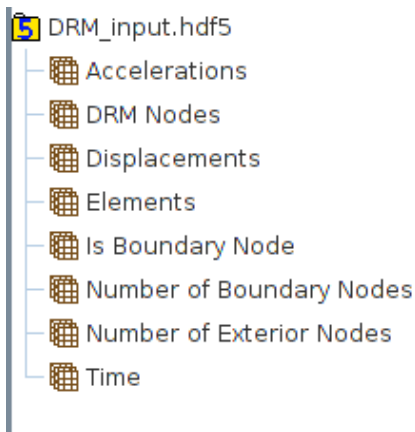 5 DRM_input.hdf5
Accelerations
DRM Nodes
Displacements
Elements
Is Boundary Node
Number of Boundary Nodes
Number of Exterior Nodes
Time